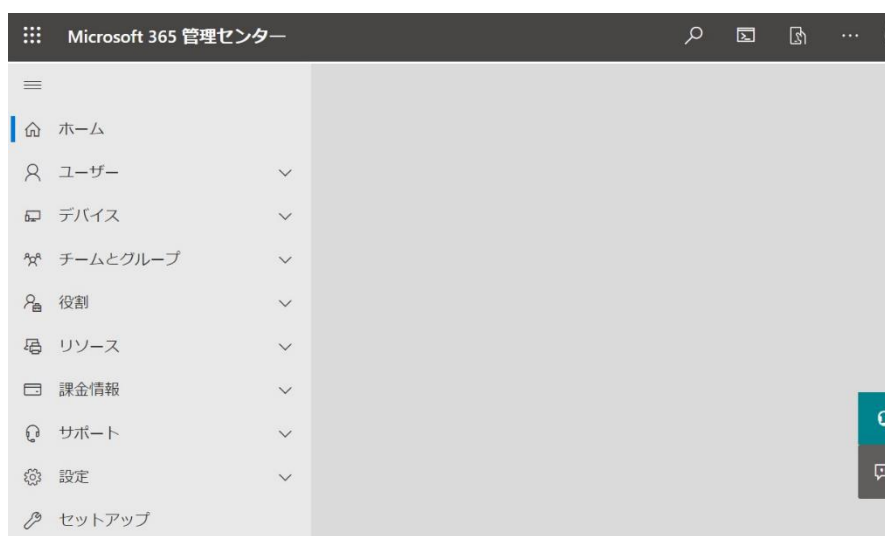 Microsoft 365 管理センター
ホーム
ユーザー
デバイス
チームとグループ
役割
リソース
課金情報
サポート
設定
セットアップ